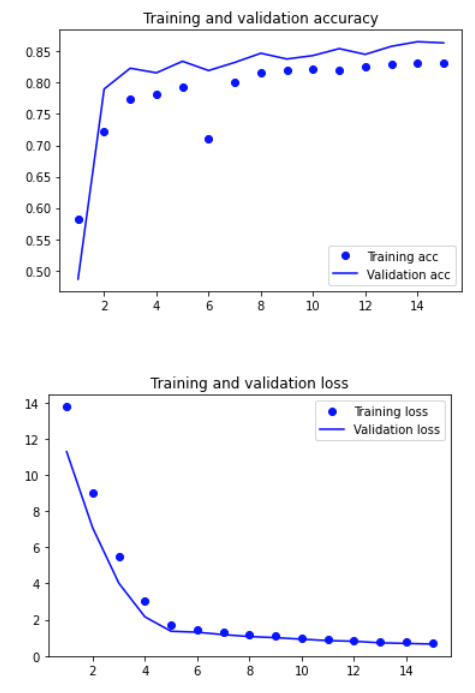 Training and validation accuracy
0.85
0.80
0.75
0.70
0.65
0.60
0.55
0.50
Training acc
Validation acc
2 4 6 8 10 12 14
Training and validation loss
14
12
10
8
6
4
2
0
Training loss
Validation loss
2 4 6 8 10 12 14